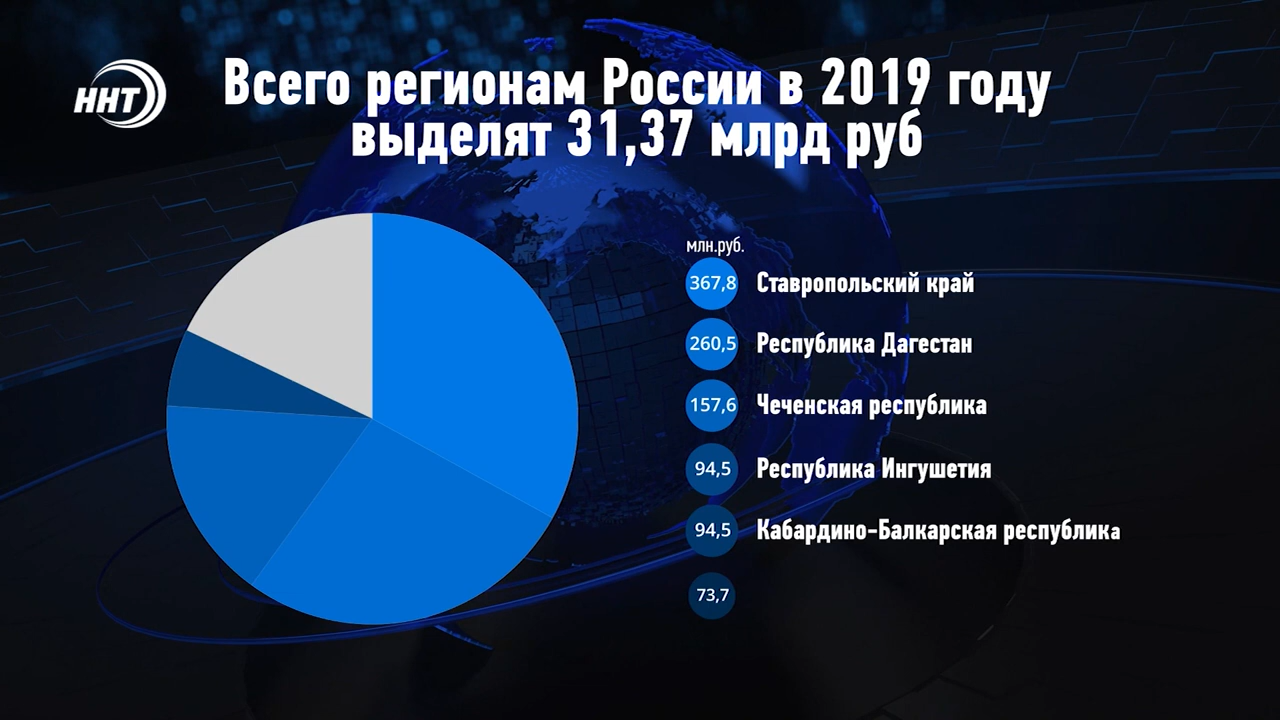 ННТ
Всего регионам России в 2019 году
выделят 31,37 млрд руб
млн.руб.
367,8 Ставропольский край
260,5 Республика Дагестан
157,6 Чеченская республика
94,5 Республика Ингушетия
94,5 Кабардино-Балкарская республика
73,7